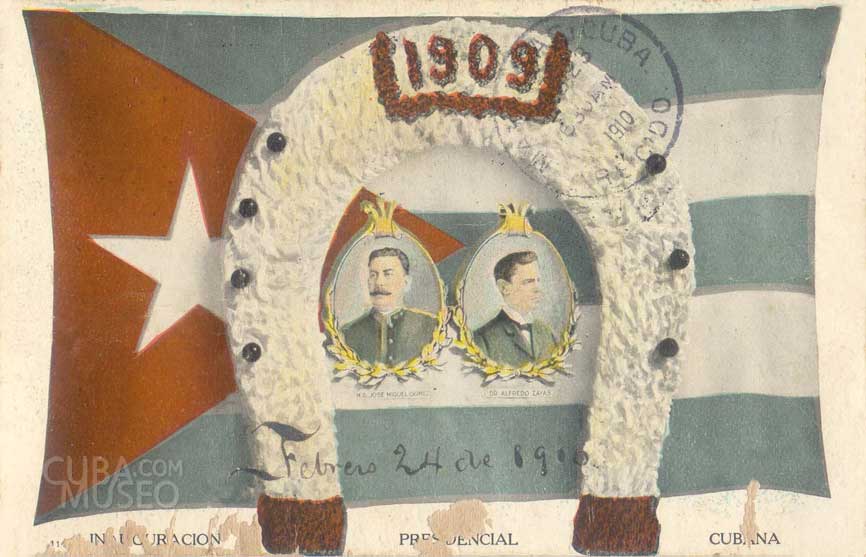 1909
CUBA.
630AM
1910
JOSE MIGUEL GOMEZ
DR. ALFREDO ZAYAS
Febrero 24 de 1910
CUBA.COM
MUSEO
INAUGURACION PRESIDENCIAL CUBANA